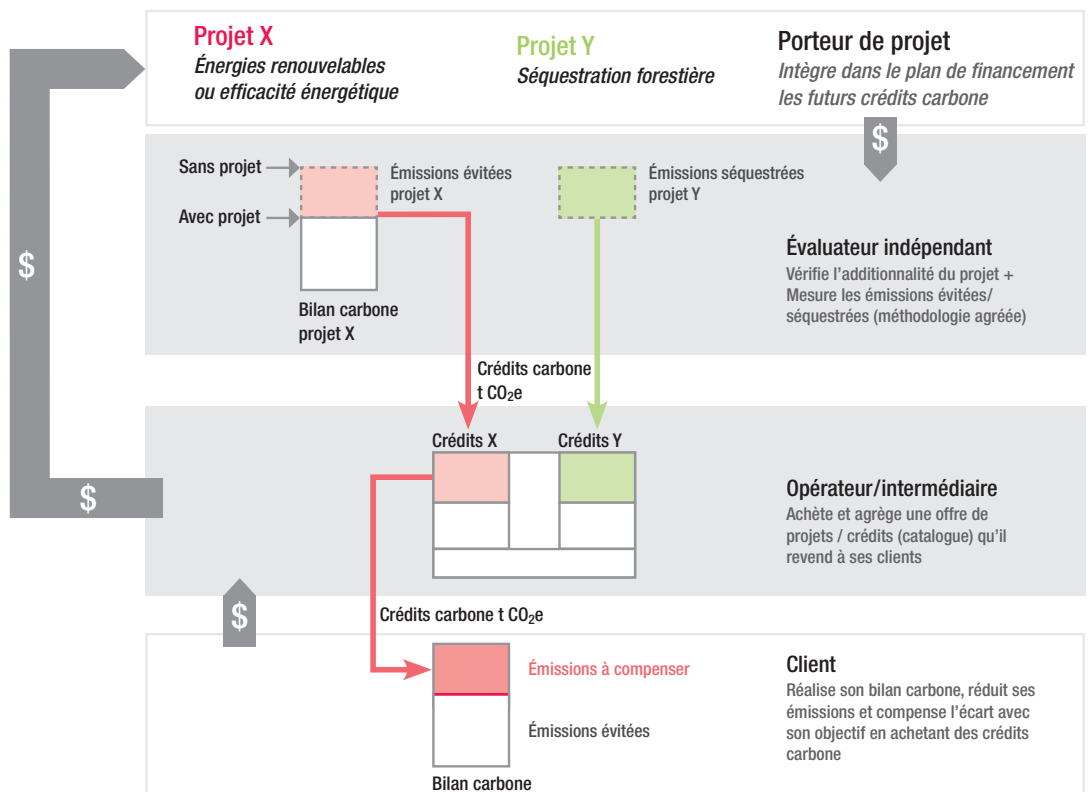 Projet X
Énergies renouvelables
ou efficacité énergétique
Projet Y
Séquestration forestière
Porteur de projet
Intègre dans le plan de financement
les futurs crédits carbone
$
Sans projet
Avec projet
Émissions évitées
projet X
Émissions séquestrées
projet Y
Bilan carbone
projet X
Évaluateur indépendant
Vérifie l’additionnalité du projet +
Mesure les émissions évitées/
séquestrées (méthodologie agréée)
$
Crédits carbone
t CO₂e
Crédits X
Crédits Y
$
Opérateur/intermédiaire
Achète et agrège une offre de
projets / crédits (catalogue) qu’il
revend à ses clients
$
Crédits carbone t CO₂e
Émissions à compenser
Émissions évitées
Bilan carbone
Client
Réalise son bilan carbone, réduit ses
émissions et compense l’écart avec
son objectif en achetant des crédits
carbone